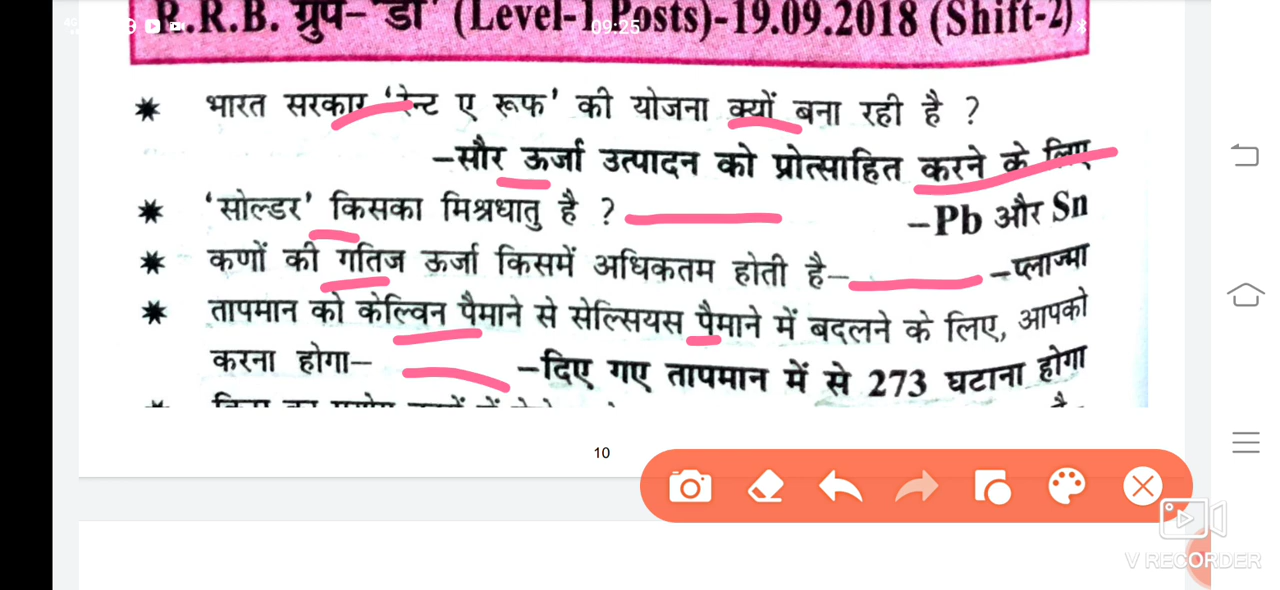 R.R.B. ग्रुप-'डी' (Level-1 Posts)-19.09.2018 (Shift-2)
4G
09:25
* भारत सरकार 'रेन्ट ए रूफ' की योजना क्यों बना रही है ?
-सौर ऊर्जा उत्पादन को प्रोत्साहित करने के लिए
* 'सोल्डर' किसका मिश्रधातु है ? -Pb और Sn
* कणों की गतिज ऊर्जा किसमें अधिकतम होती है- -प्लाज्मा
* तापमान को केल्विन पैमाने से सेल्सियस पैमाने में बदलने के लिए, आपको
करना होगा- -दिए गए तापमान में से 273 घटाना होगा
10
V RECORDER